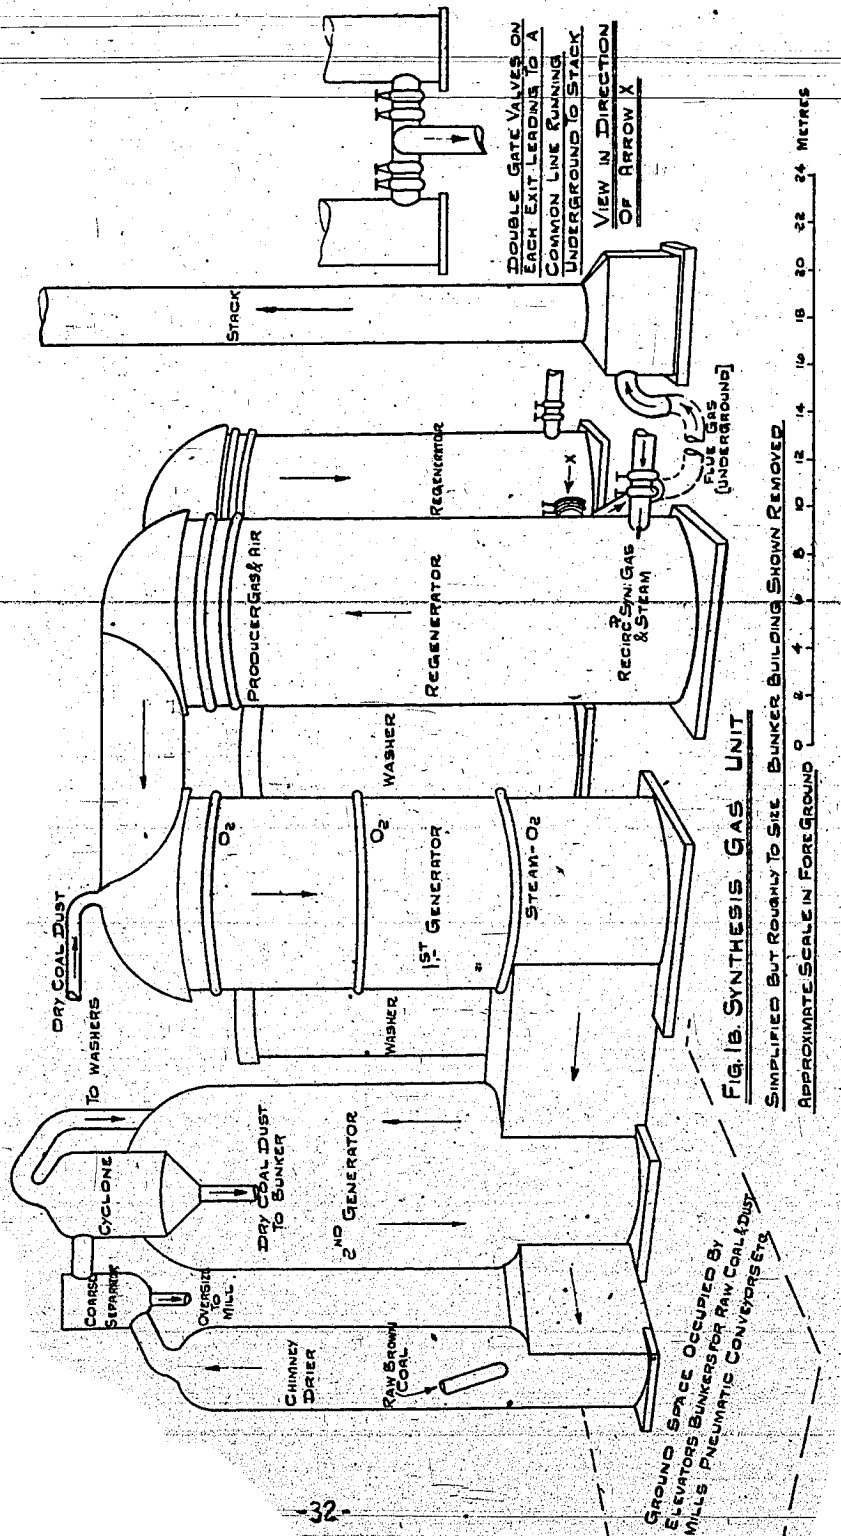 DRY COAL DUST
TO WASHERS
CYCLONE
COARSE
SEPARATOR
OVERSIZE
TO
MILL
DRY COAL DUST
TO BUNKER
CHIMNEY
DRIER
RAW BROWN
COAL
2ND GENERATOR
WASHER
O2
O2
1ST GENERATOR
STEAM-O2
WASHER
PRODUCER GAS & AIR
REGENERATOR
RECIRC.D SYN. GAS
& STEAM
REGENERATOR
X
STACK
FLUE GAS
[UNDERGROUND]
DOUBLE GATE VALVES ON
EACH EXIT LEADING TO A
COMMON LINE RUNNING
UNDERGROUND TO STACK
VIEW IN DIRECTION
OF ARROW X
GROUND SPACE OCCUPIED BY
ELEVATORS BUNKERS FOR RAW COAL & DUST
MILLS PNEUMATIC CONVEYORS ETC.
FIG. 1B. SYNTHESIS GAS UNIT
SIMPLIFIED BUT ROUGHLY TO SIZE BUNKER BUILDING SHOWN REMOVED
APPROXIMATE SCALE IN FOREGROUND 0 2 4 6 8 10 12 14 16 18 20 22 24 METRES
-32-